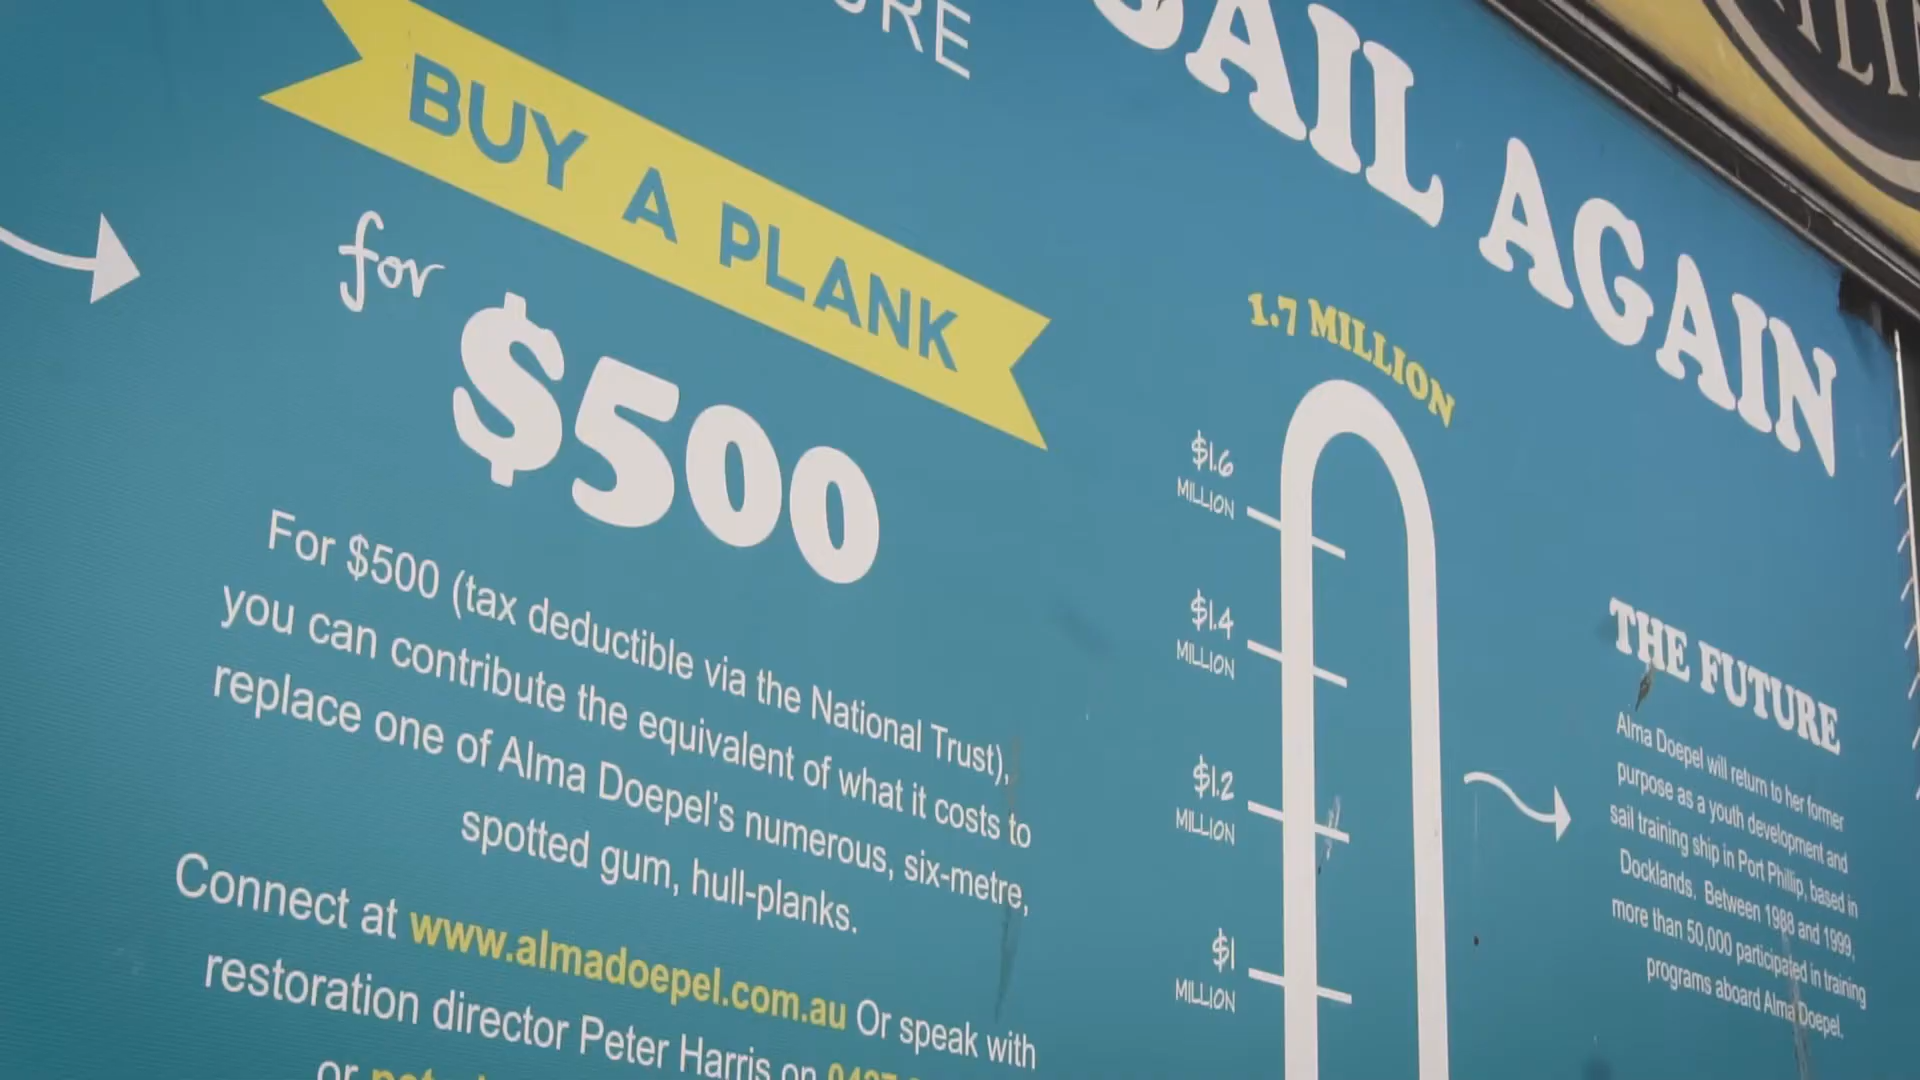 SAIL AGAIN
BUY A PLANK
for
$500
For $500 (tax deductible via the National Trust),
you can contribute the equivalent of what it costs to
replace one of Alma Doepel's numerous, six-metre,
spotted gum, hull-planks.
Connect at www.almadoepel.com.au Or speak with
restoration director Peter Harris on
or
1.7 MILLION
$1.6
MILLION
$1.4
MILLION
$1.2
MILLION
$1
MILLION
THE FUTURE
Alma Doepel will return to her former
purpose as a youth development and
sail training ship in Port Phillip, based in
Docklands. Between 1988 and 1999,
more than 50,000 participated in training
programs aboard Alma Doepel.